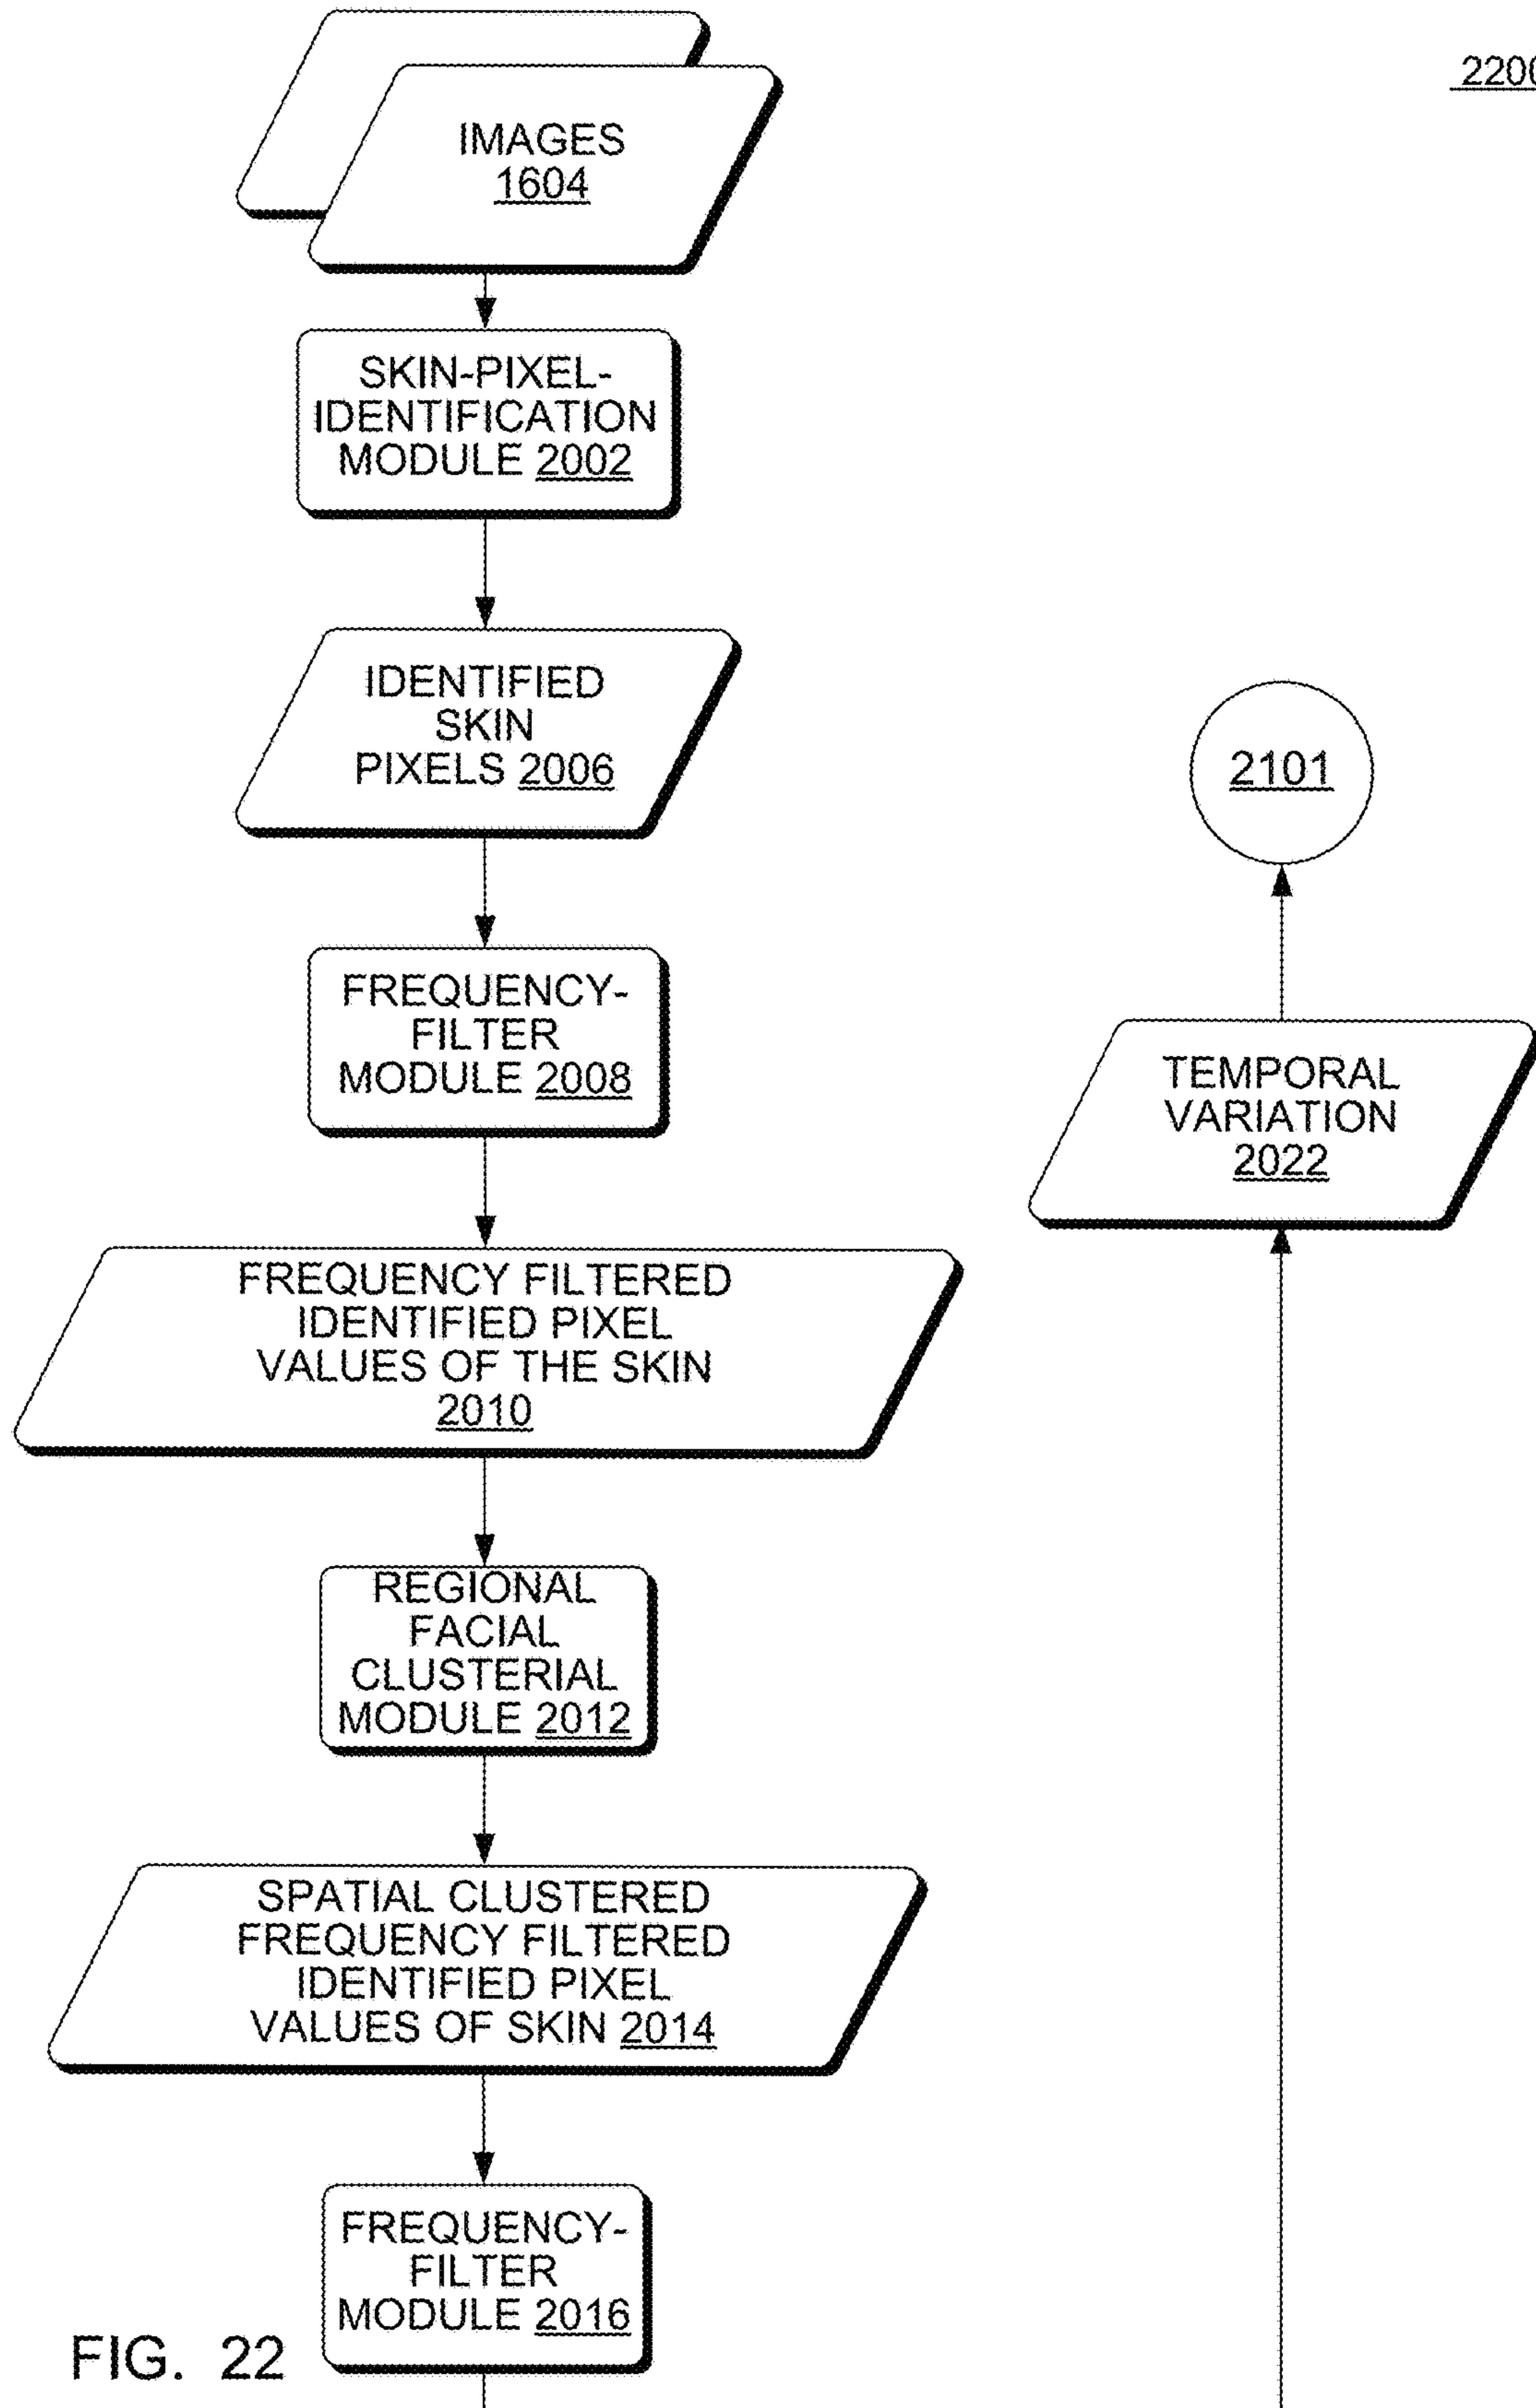 2200
IMAGES
1604
SKIN-PIXEL-
IDENTIFICATION
MODULE 2002
IDENTIFIED
SKIN
PIXELS 2006
FREQUENCY-
FILTER
MODULE 2008
FREQUENCY FILTERED
IDENTIFIED PIXEL
VALUES OF THE SKIN
2010
REGIONAL
FACIAL
CLUSTERIAL
MODULE 2012
SPATIAL CLUSTERED
FREQUENCY FILTERED
IDENTIFIED PIXEL
VALUES OF SKIN 2014
FREQUENCY-
FILTER
MODULE 2016
2101
TEMPORAL
VARIATION
2022
FIG. 22